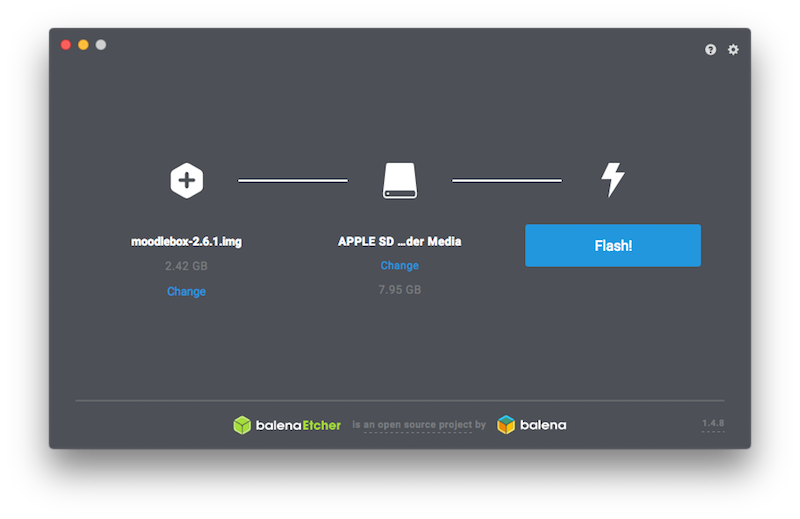 moodlebox-2.6.1.img
2.42 GB
Change
APPLE SD ...der Media
Change
7.95 GB
Flash!
balenaEtcher is an open source project by balena
1.4.8